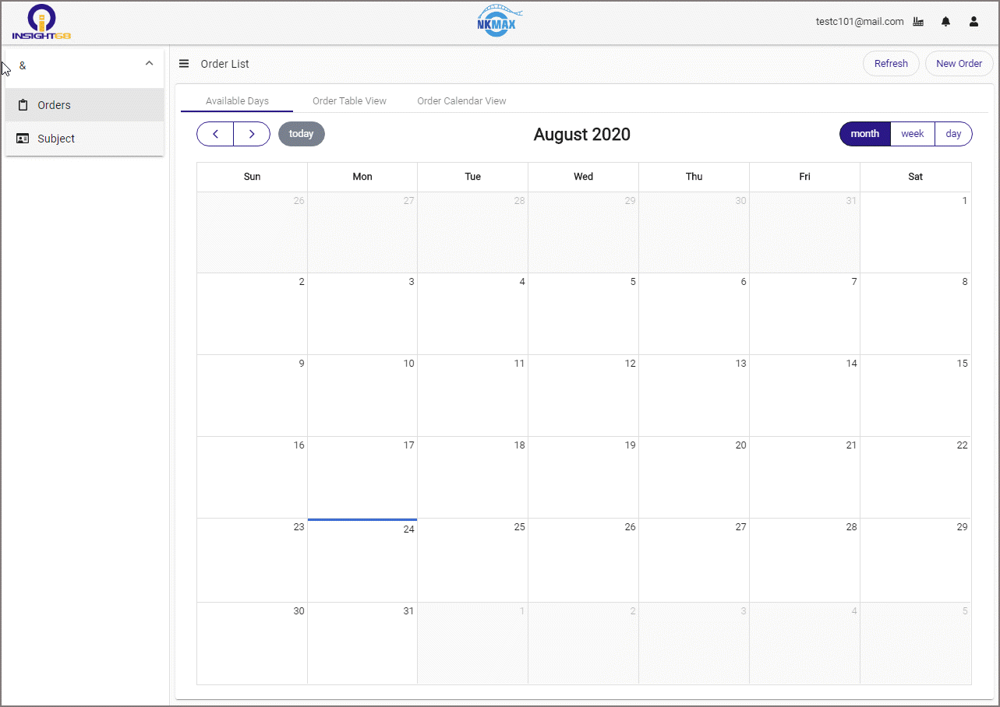 INSIGHT68
NKMAX
testc101@mail.com
&
Orders
Subject
Order List
Refresh
New Order
Available Days
Order Table View
Order Calendar View
today
August 2020
month
week
day
Sun Mon Tue Wed Thu Fri Sat
26 27 28 29 30 31 1
2 3 4 5 6 7 8
9 10 11 12 13 14 15
16 17 18 19 20 21 22
23 24 25 26 27 28 29
30 31 1 2 3 4 5